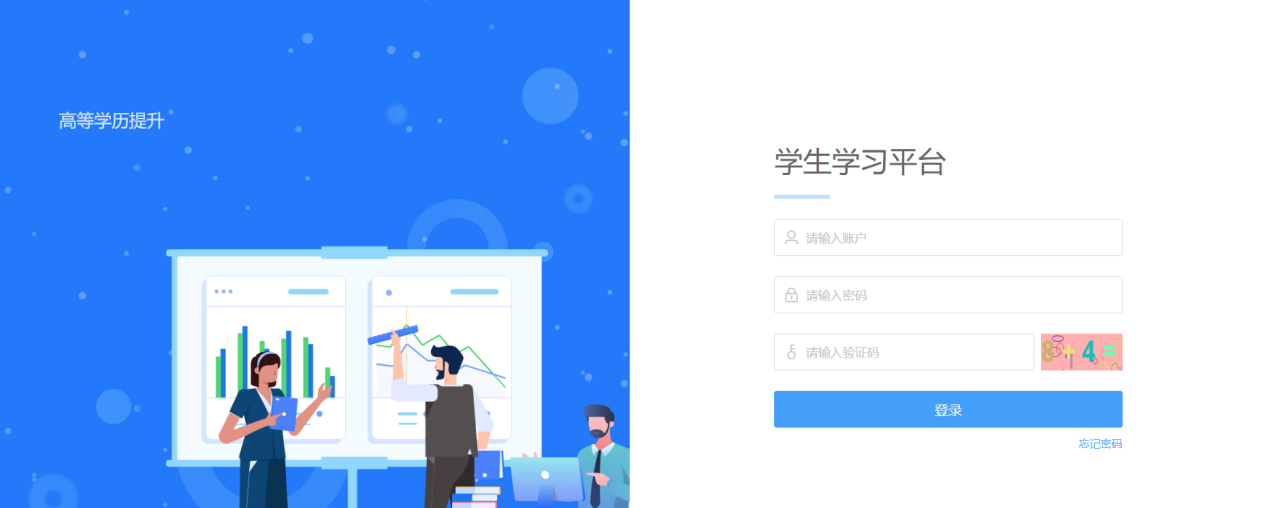 高等学历提升
学生学习平台
请输入账户
请输入密码
请输入验证码
8 + 4 =
登录
忘记密码